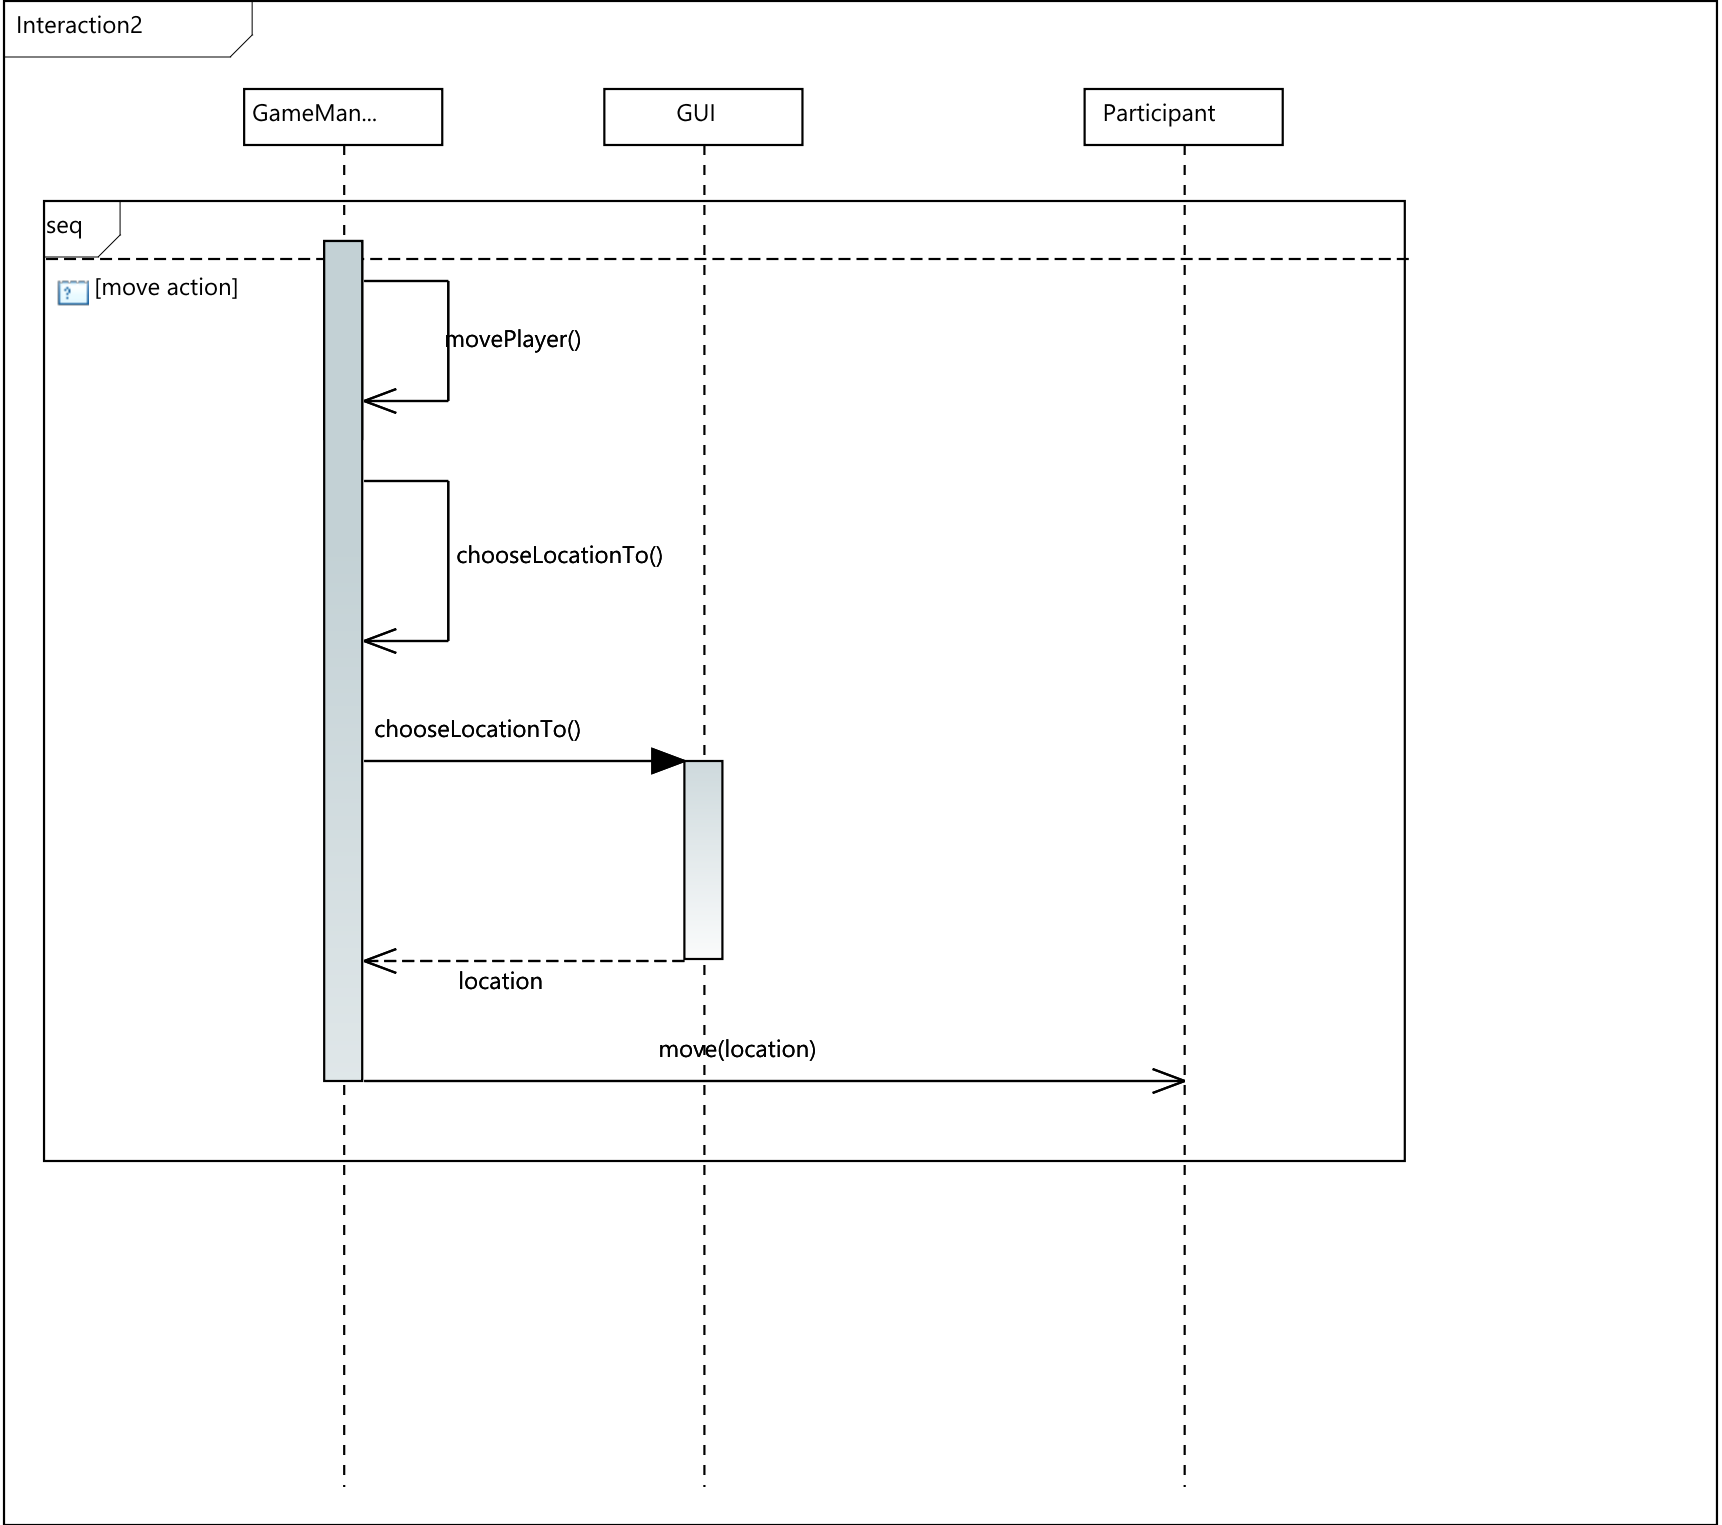 Interaction2
GameMan...
GUI
Participant
seq
[move action]
movePlayer()
chooseLocationTo()
chooseLocationTo()
location
move(location)